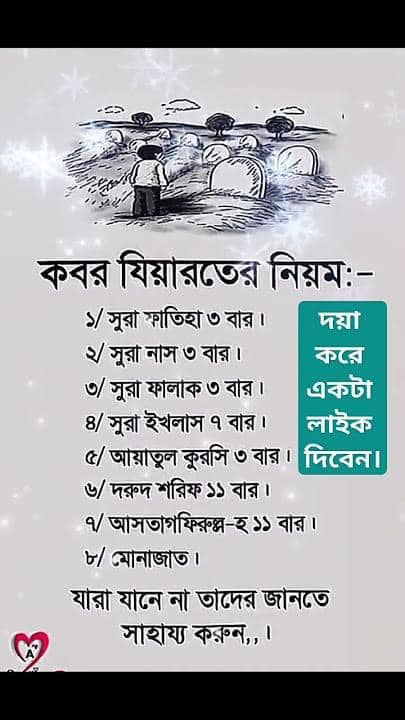 কবর যিয়ারতের নিয়ম:-
১/ সুরা ফাতিহা ৩ বার।
২/ সুরা নাস ৩ বার।
৩/ সুরা ফালাক ৩ বার।
৪/ সুরা ইখলাস ৭ বার।
৫/ আয়াতুল কুরসি ৩ বার।
৬/ দরুদ শরিফ ১১ বার।
৭/ আসতাগফিরুল্ল-হ ১১ বার।
৮/ মোনাজাত।
দয়া
করে
একটা
লাইক
দিবেন।
যারা যানে না তাদের জানতে
সাহায্য করুন,,।
A